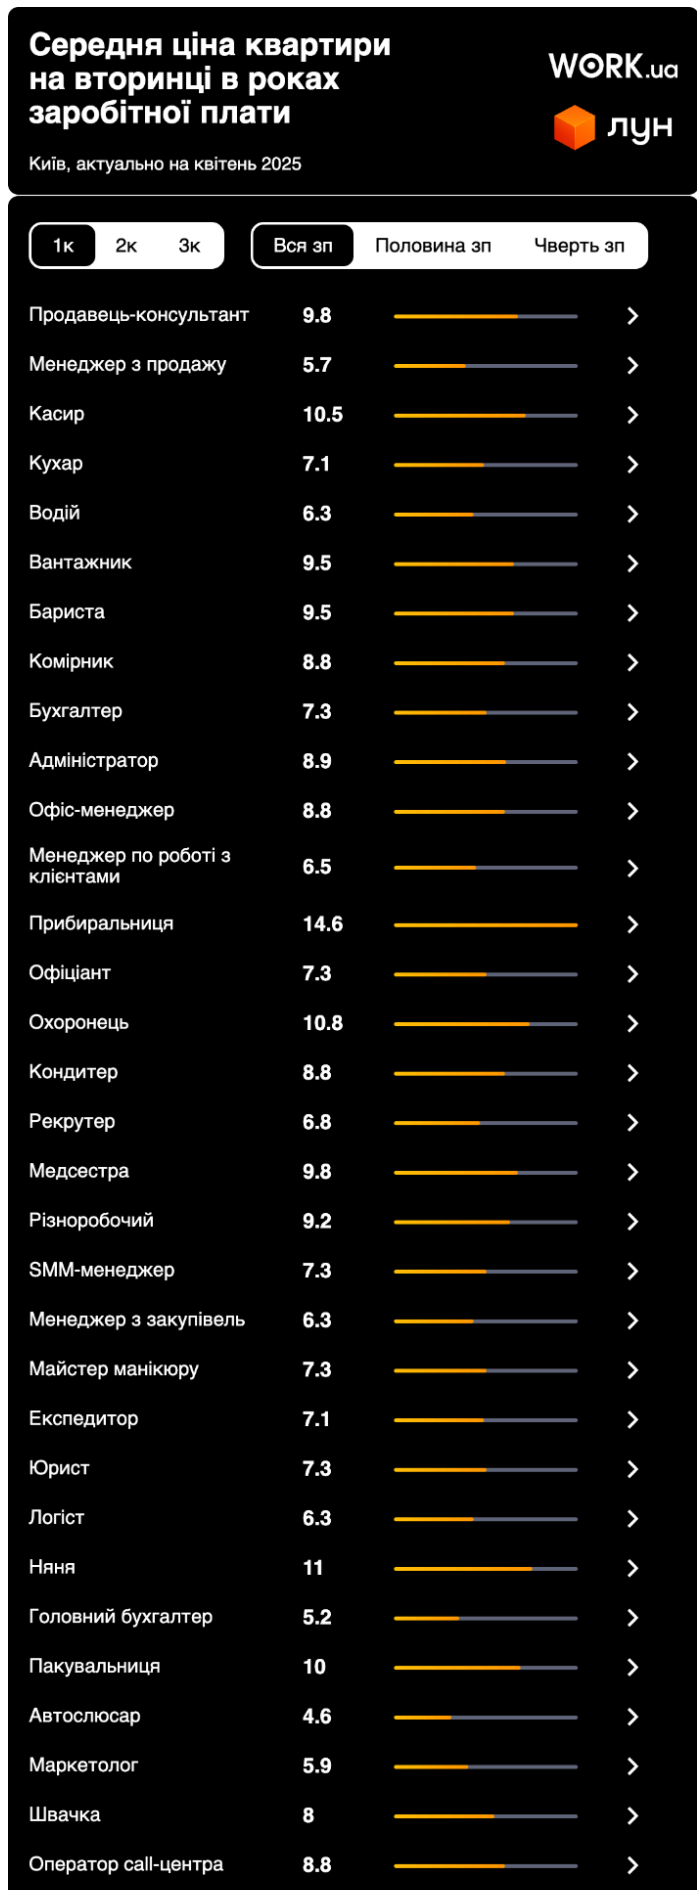 Середня ціна квартири
на вторинці в роках
заробітної плати
WORK.ua
лун
Київ, актуально на квітень 2025
1к 2к 3к Вся зп Половина зп Чверть зп
Продавець-консультант 9.8
Менеджер з продажу 5.7
Касир 10.5
Кухар 7.1
Водій 6.3
Вантажник 9.5
Бариста 9.5
Комірник 8.8
Бухгалтер 7.3
Адміністратор 8.9
Офіс-менеджер 8.8
Менеджер по роботі з
клієнтами 6.5
Прибиральниця 14.6
Офіціант 7.3
Охоронець 10.8
Кондитер 8.8
Рекрутер 6.8
Медсестра 9.8
Різноробочий 9.2
SMM-менеджер 7.3
Менеджер з закупівель 6.3
Майстер манікюру 7.3
Експедитор 7.1
Юрист 7.3
Логіст 6.3
Няня 11
Головний бухгалтер 5.2
Пакувальниця 10
Автослюсар 4.6
Маркетолог 5.9
Швачка 8
Оператор call-центра 8.8